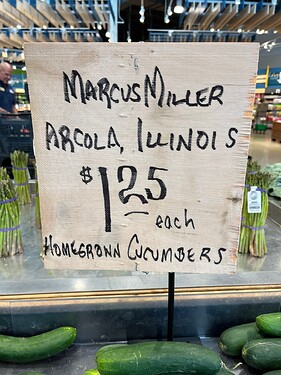 Marcus Miller
Arcola, Illinois
$1.25 each
Homegrown Cucumbers